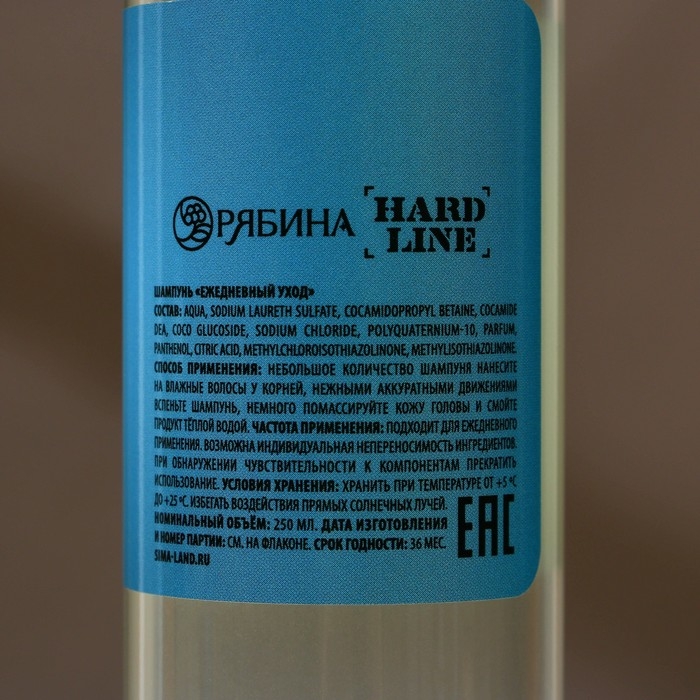 РЯБИНА HARD
LINE
ШАМПУНЬ «ЕЖЕДНЕВНЫЙ УХОД»
СОСТАВ: AQUA, SODIUM LAURETH SULFATE, COCAMIDOPROPYL BETAINE, COCAMIDE
DEA, COCO GLUCOSIDE, SODIUM CHLORIDE, POLYQUATERNIUM-10, PARFUM,
PANTHENOL, CITRIC ACID, METHYLCHLOROISOTHIAZOLINONE, METHYLISOTHIAZOLINONE.
СПОСОБ ПРИМЕНЕНИЯ: НЕБОЛЬШОЕ КОЛИЧЕСТВО ШАМПУНЯ НАНЕСИТЕ
НА ВЛАЖНЫЕ ВОЛОСЫ У КОРНЕЙ, НЕЖНЫМИ АККУРАТНЫМИ ДВИЖЕНИЯМИ
ВСПЕНЬТЕ ШАМПУНЬ, НЕМНОГО ПОМАССИРУЙТЕ КОЖУ ГОЛОВЫ И СМОЙТЕ
ПРОДУКТ ТЁПЛОЙ ВОДОЙ. ЧАСТОТА ПРИМЕНЕНИЯ: ПОДХОДИТ ДЛЯ ЕЖЕДНЕВНОГО
ПРИМЕНЕНИЯ. ВОЗМОЖНА ИНДИВИДУАЛЬНАЯ НЕПЕРЕНОСИМОСТЬ ИНГРЕДИЕНТОВ.
ПРИ ОБНАРУЖЕНИИ ЧУВСТВИТЕЛЬНОСТИ К КОМПОНЕНТАМ ПРЕКРАТИТЬ
ИСПОЛЬЗОВАНИЕ. УСЛОВИЯ ХРАНЕНИЯ: ХРАНИТЬ ПРИ ТЕМПЕРАТУРЕ ОТ +5 °C
ДО +25 °C. ИЗБЕГАТЬ ВОЗДЕЙСТВИЯ ПРЯМЫХ СОЛНЕЧНЫХ ЛУЧЕЙ.
НОМИНАЛЬНЫЙ ОБЪЁМ: 250 МЛ. ДАТА ИЗГОТОВЛЕНИЯ
И НОМЕР ПАРТИИ: СМ. НА ФЛАКОНЕ. СРОК ГОДНОСТИ: 36 МЕС.
SIMA-LAND.RU
EAC